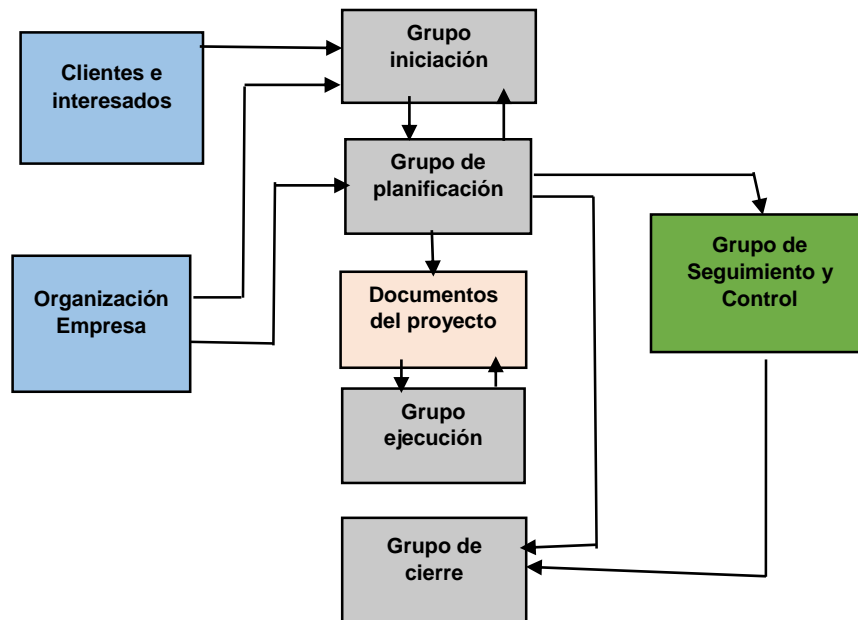 Grupo
iniciación
Clientes e
interesados
Grupo de
planificación
Grupo de
Seguimiento y
Control
Organización
Empresa
Documentos
del proyecto
Grupo
ejecución
Grupo de
cierre